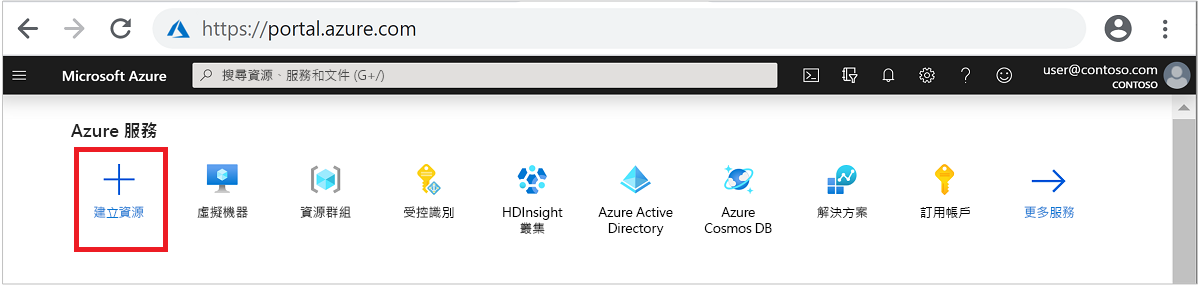 https://portal.azure.com
Microsoft Azure
搜尋資源、服務和文件 (G+/)
user@contoso.com
CONTOSO
Azure 服務
建立資源
虛擬機器
資源群組
受控識別
HDInsight
叢集
Azure Active
Directory
Azure
Cosmos DB
解決方案
訂用帳戶
更多服務